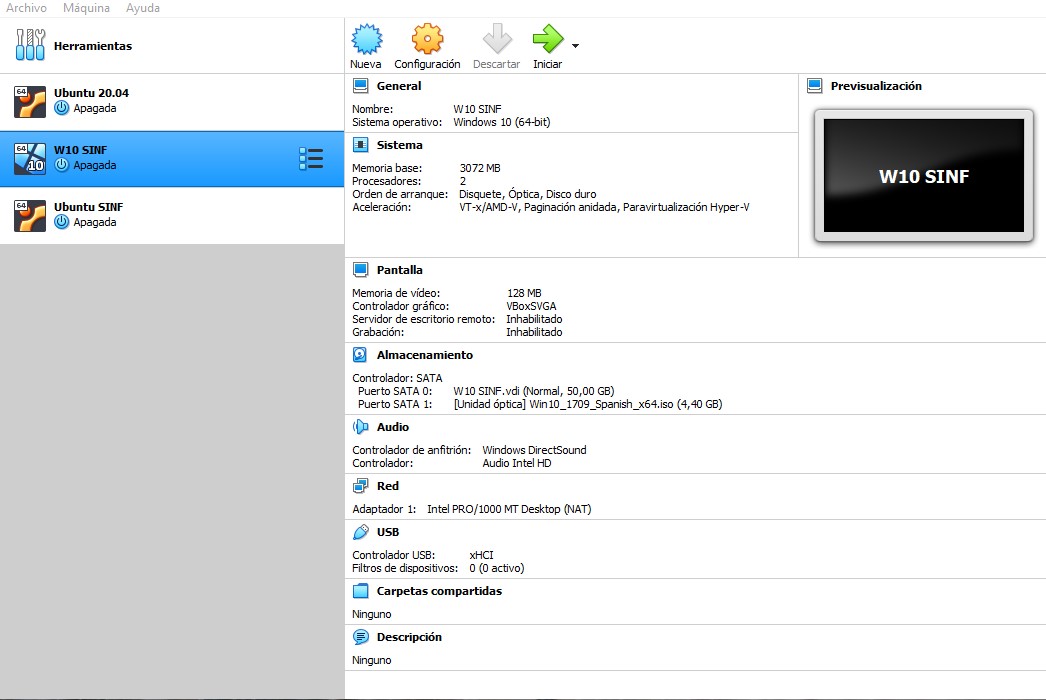 Archivo Máquina Ayuda
Herramientas
Nueva Configuración Descartar Iniciar
64
Ubuntu 20.04
Apagada
64
10
W10 SINF
Apagada
64
Ubuntu SINF
Apagada
General
Nombre: W10 SINF
Sistema operativo: Windows 10 (64-bit)
Previsualización
W10 SINF
Sistema
Memoria base: 3072 MB
Procesadores: 2
Orden de arranque: Disquete, Óptica, Disco duro
Aceleración: VT-x/AMD-V, Paginación anidada, Paravirtualización Hyper-V
Pantalla
Memoria de vídeo: 128 MB
Controlador gráfico: VBoxSVGA
Servidor de escritorio remoto: Inhabilitado
Grabación: Inhabilitado
Almacenamiento
Controlador: SATA
Puerto SATA 0: W10 SINF.vdi (Normal, 50,00 GB)
Puerto SATA 1: [Unidad óptica] Win10_1709_Spanish_x64.iso (4,40 GB)
Audio
Controlador de anfitrión: Windows DirectSound
Controlador: Audio Intel HD
Red
Adaptador 1: Intel PRO/1000 MT Desktop (NAT)
USB
Controlador USB: xHCI
Filtros de dispositivos: 0 (0 activo)
Carpetas compartidas
Ninguno
Descripción
Ninguno